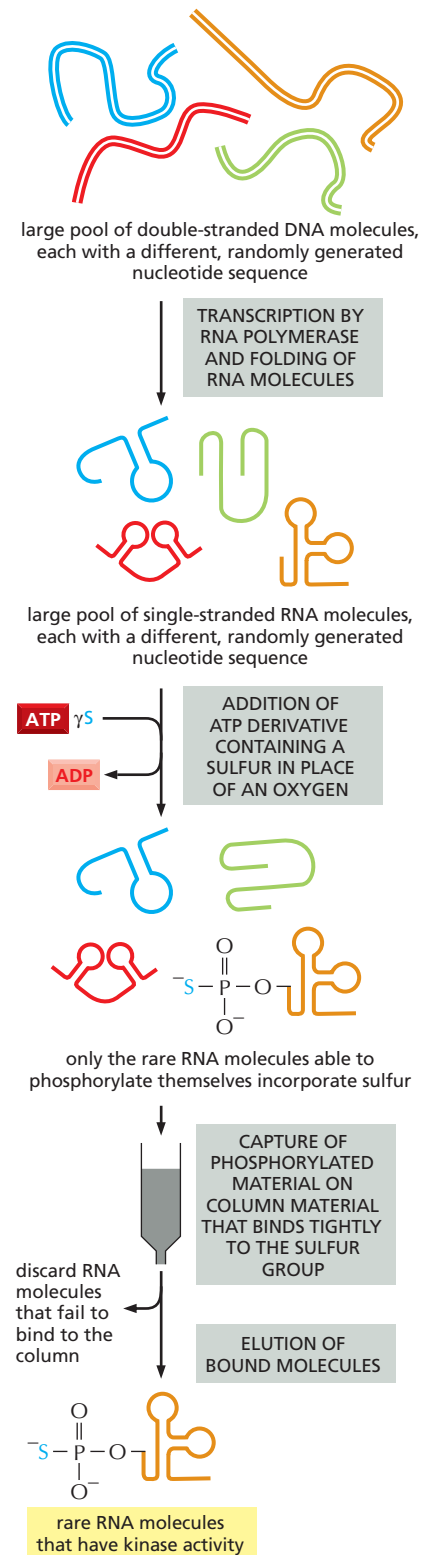 large pool of double-stranded DNA molecules,
each with a different, randomly generated
nucleotide sequence
TRANSCRIPTION BY
RNA POLYMERASE
AND FOLDING OF
RNA MOLECULES
large pool of single-stranded RNA molecules,
each with a different, randomly generated
nucleotide sequence
ATP γS
ADP
ADDITION OF
ATP DERIVATIVE
CONTAINING A
SULFUR IN PLACE
OF AN OXYGEN
O
⁻S–P–O
O⁻
only the rare RNA molecules able to
phosphorylate themselves incorporate sulfur
CAPTURE OF
PHOSPHORYLATED
MATERIAL ON
COLUMN MATERIAL
THAT BINDS TIGHTLY
TO THE SULFUR
GROUP
discard RNA
molecules
that fail to
bind to the
column
ELUTION OF
BOUND MOLECULES
O
⁻S–P–O
O⁻
rare RNA molecules
that have kinase activity